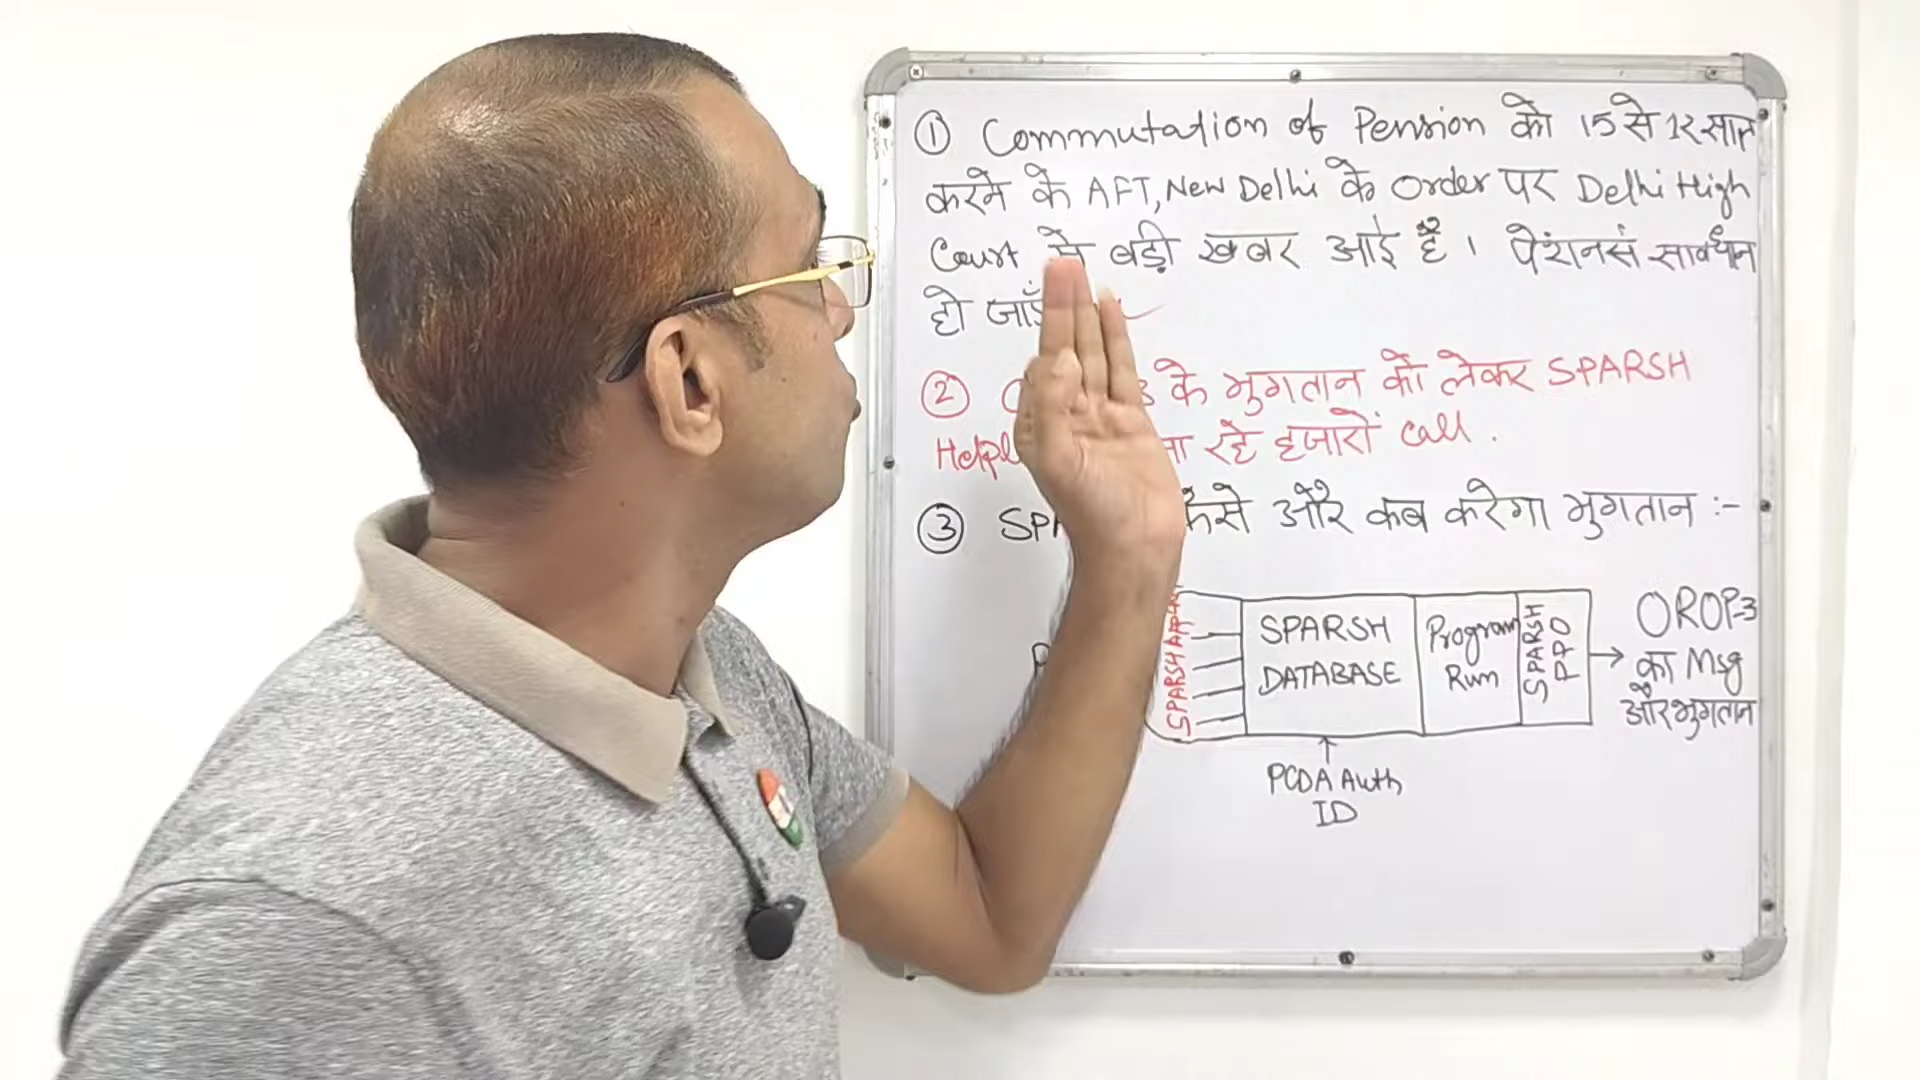 ① Commutation of Pension को 15 से 12 साल
करने के AFT, New Delhi के Order पर Delhi High
Court से बड़ी खबर आई है । पेंशनर्स सावधान
हो
② के भुगतान को लेकर SPARSH
रहे हजारों Call .
③ कैसे और कब करेगा भुगतान :-
SPARSH
DATABASE
Program
Run
SPARSH
PPO
OROP-3
का Msg
और भुगतान
PCDA Auth
ID